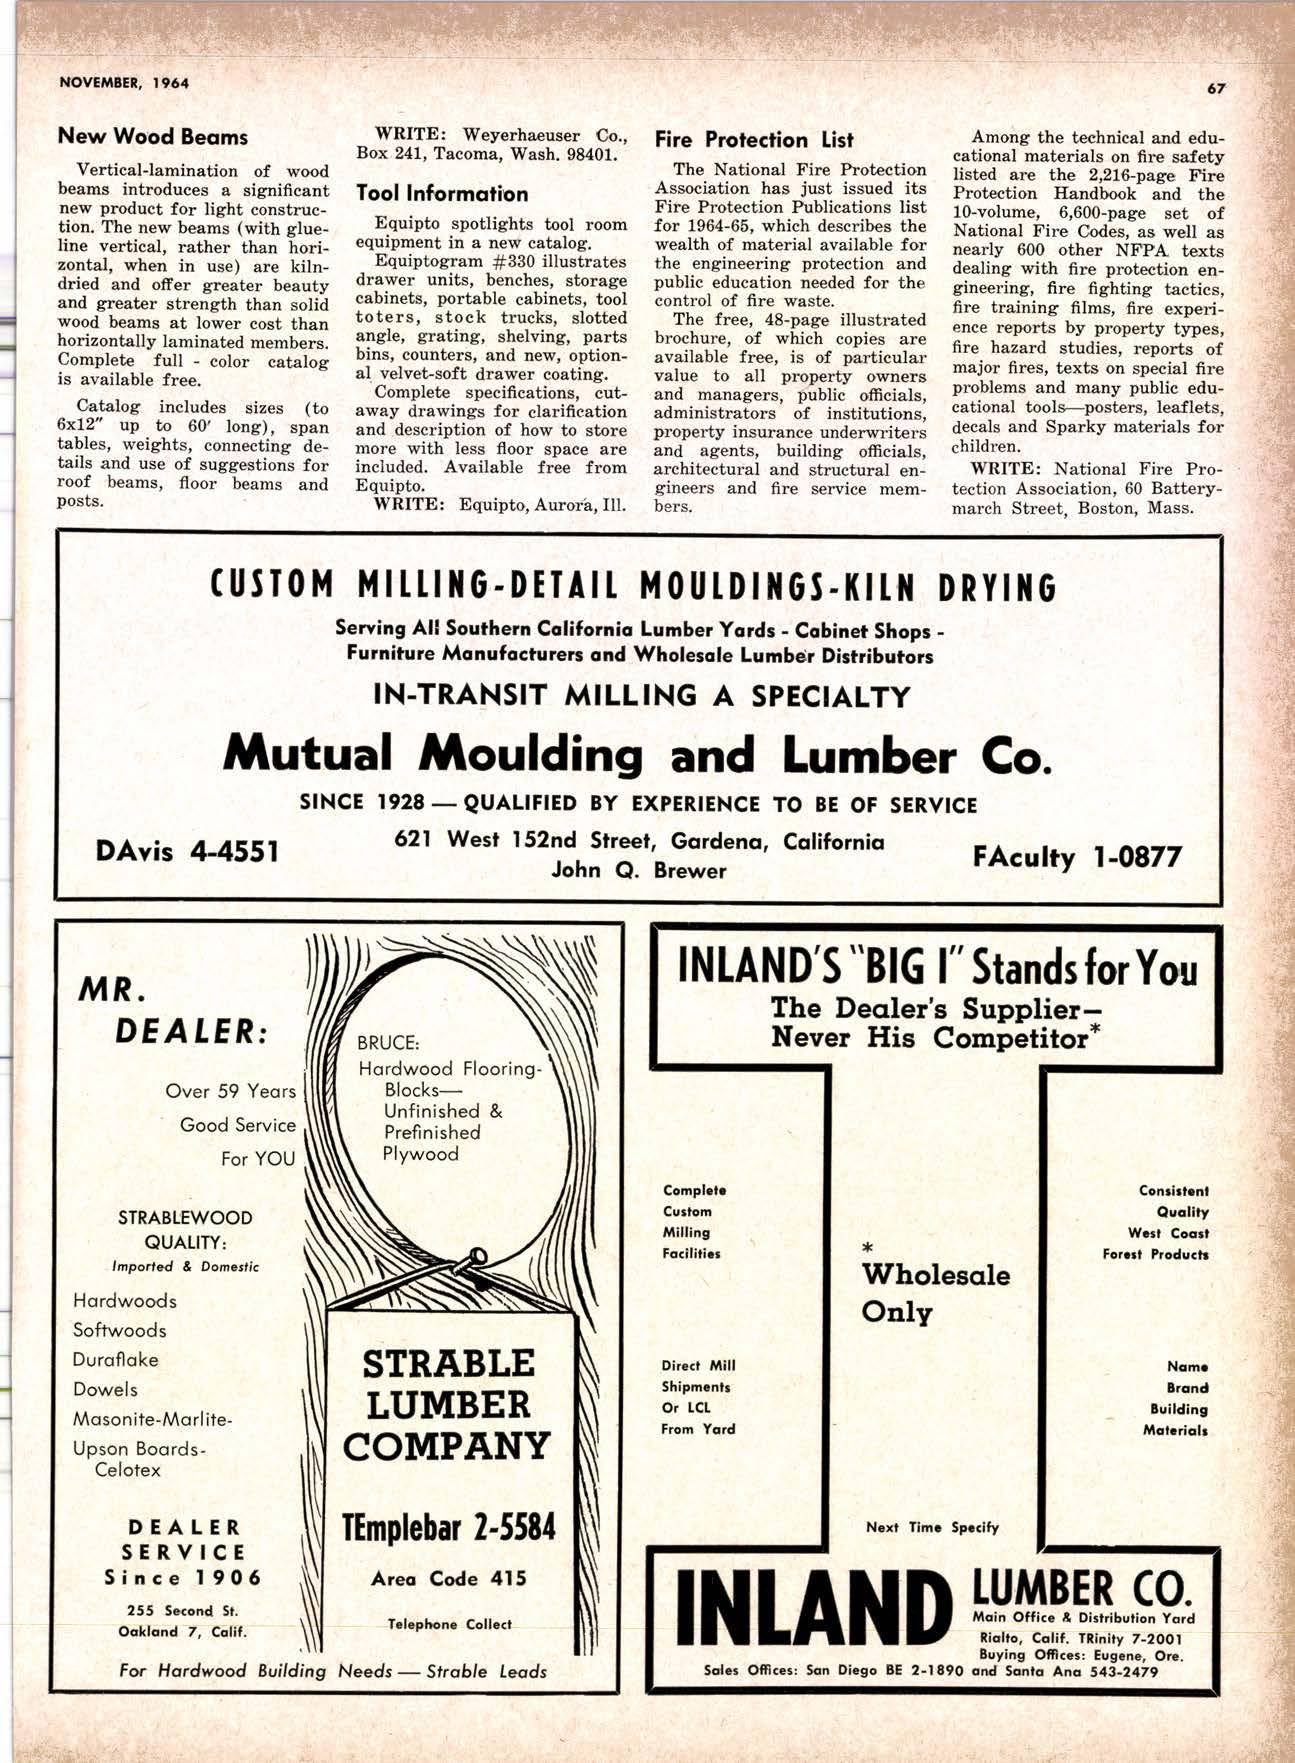 NOVEMBER, 1964
67
New Wood Beams
Vertical-lamination of wood
beams introduces a significant
new product for light construc-
tion. The new beams (with glue-
line vertical, rather than hori-
zontal, when in use) are kiln-
dried and offer greater beauty
and greater strength than solid
wood beams at lower cost than
horizontally laminated members.
Complete full - color catalog
is available free.
Catalog includes sizes (to
6x12" up to 60' long), span
tables, weights, connecting de-
tails and use of suggestions for
roof beams, floor beams and
posts.
WRITE: Weyerhaeuser Co.,
Box 241, Tacoma, Wash. 98401.
Tool Information
Equipto spotlights tool room
equipment in a new catalog.
Equiptogram #330 illustrates
drawer units, benches, storage
cabinets, portable cabinets, tool
toters, stock trucks, slotted
angle, grating, shelving, parts
bins, counters, and new, option-
al velvet-soft drawer coating.
Complete specifications, cut-
away drawings for clarification
and description of how to store
more with less floor space are
included. Available free from
Equipto.
WRITE: Equipto, Aurora, Ill.
Fire Protection List
The National Fire Protection
Association has just issued its
Fire Protection Publications list
for 1964-65, which describes the
wealth of material available for
the engineering protection and
public education needed for the
control of fire waste.
The free, 48-page illustrated
brochure, of which copies are
available free, is of particular
value to all property owners
and managers, public officials,
administrators of institutions,
property insurance underwriters
and agents, building officials,
architectural and structural en-
gineers and fire service mem-
bers.
Among the technical and edu-
cational materials on fire safety
listed are the 2,216-page Fire
Protection Handbook and the
10-volume, 6,600-page set of
National Fire Codes, as well as
nearly 600 other NFPA texts
dealing with fire protection en-
gineering, fire fighting tactics,
fire training films, fire experi-
ence reports by property types,
fire hazard studies, reports of
major fires, texts on special fire
problems and many public edu-
cational tools—posters, leaflets,
decals and Sparky materials for
children.
WRITE: National Fire Pro-
tection Association, 60 Battery-
march Street, Boston, Mass.
CUSTOM MILLING-DETAIL MOULDINGS-KILN DRYING
Serving All Southern California Lumber Yards - Cabinet Shops -
Furniture Manufacturers and Wholesale Lumber Distributors
IN-TRANSIT MILLING A SPECIALTY
Mutual Moulding and Lumber Co.
SINCE 1928 — QUALIFIED BY EXPERIENCE TO BE OF SERVICE
DAvis 4-4551
621 West 152nd Street, Gardena, California
John Q. Brewer
FAculty 1-0877
MR.
DEALER:
Over 59 Years
Good Service
For YOU
STRABLEWOOD
QUALITY:
Imported & Domestic
Hardwoods
Softwoods
Duraflake
Dowels
Masonite-Marlite-
Upson Boards-
Celotex
DEALER
SERVICE
Since 1906
255 Second St.
Oakland 7, Calif.
BRUCE:
Hardwood Flooring-
Blocks—
Unfinished &
Prefinished
Plywood
STRABLE
LUMBER
COMPANY
TEmplebar 2-5584
Area Code 415
Telephone Collect
For Hardwood Building Needs — Strable Leads
INLAND'S "BIG I" Stands for You
The Dealer's Supplier—
Never His Competitor*
Complete
Custom
Milling
Facilities
Direct Mill
Shipments
Or LCL
From Yard
*
Wholesale
Only
Consistent
Quality
West Coast
Forest Products
Name
Brand
Building
Materials
Next Time Specify
INLAND LUMBER CO.
Main Office & Distribution Yard
Rialto, Calif. TRinity 7-2001
Buying Offices: Eugene, Ore.
Sales Offices: San Diego BE 2-1890 and Santa Ana 543-2479